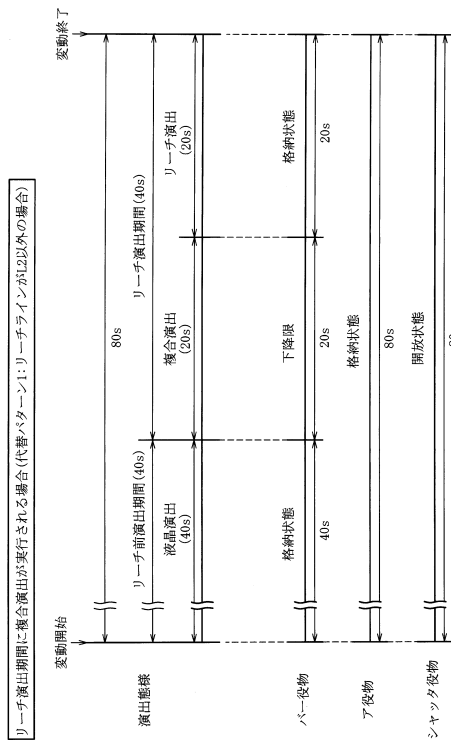 リーチ演出期間に複合演出が実行される場合(代替パターン1:リーチラインがL2以外の場合)
変動開始
変動終了
80s
リーチ前演出期間(40s)
リーチ演出期間(40s)
演出態様
液晶演出
(40s)
複合演出
(20s)
リーチ演出
(20s)
バー役物
格納状態
下降限
格納状態
40s
20s
20s
ア役物
格納状態
80s
シャッタ役物
開放状態